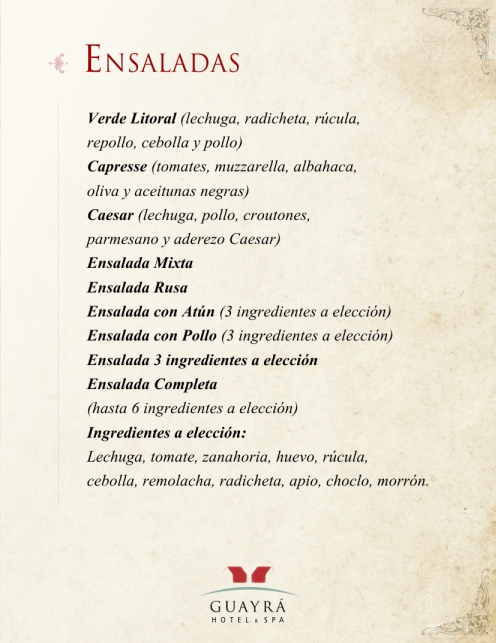 ENSALADAS
Verde Litoral (lechuga, radicheta, rúcula,
repollo, cebolla y pollo)
Capresse (tomates, muzzarella, albahaca,
oliva y aceitunas negras)
Caesar (lechuga, pollo, croutones,
parmesano y aderezo Caesar)
Ensalada Mixta
Ensalada Rusa
Ensalada con Atún (3 ingredientes a elección)
Ensalada con Pollo (3 ingredientes a elección)
Ensalada 3 ingredientes a elección
Ensalada Completa
(hasta 6 ingredientes a elección)
Ingredientes a elección:
Lechuga, tomate, zanahoria, huevo, rúcula,
cebolla, remolacha, radicheta, apio, choclo, morrón.
GUAYRÁ
HOTEL & SPA